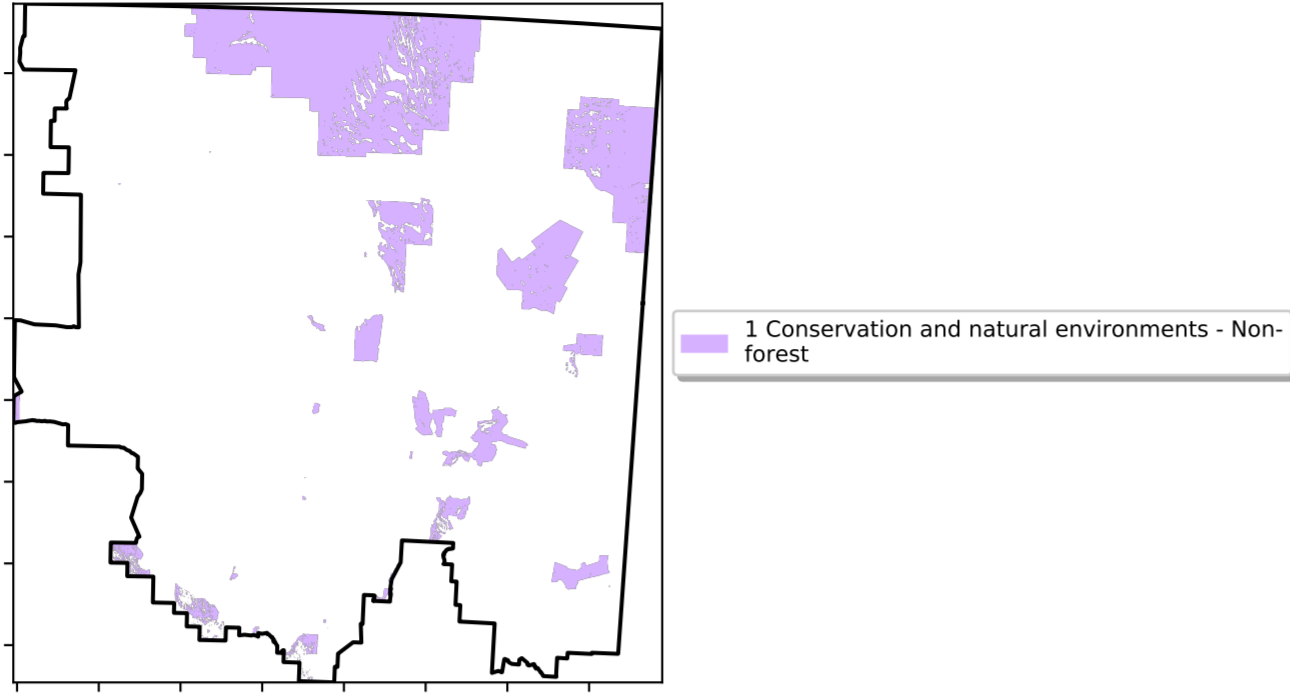 1 Conservation and natural environments - Non-
forest